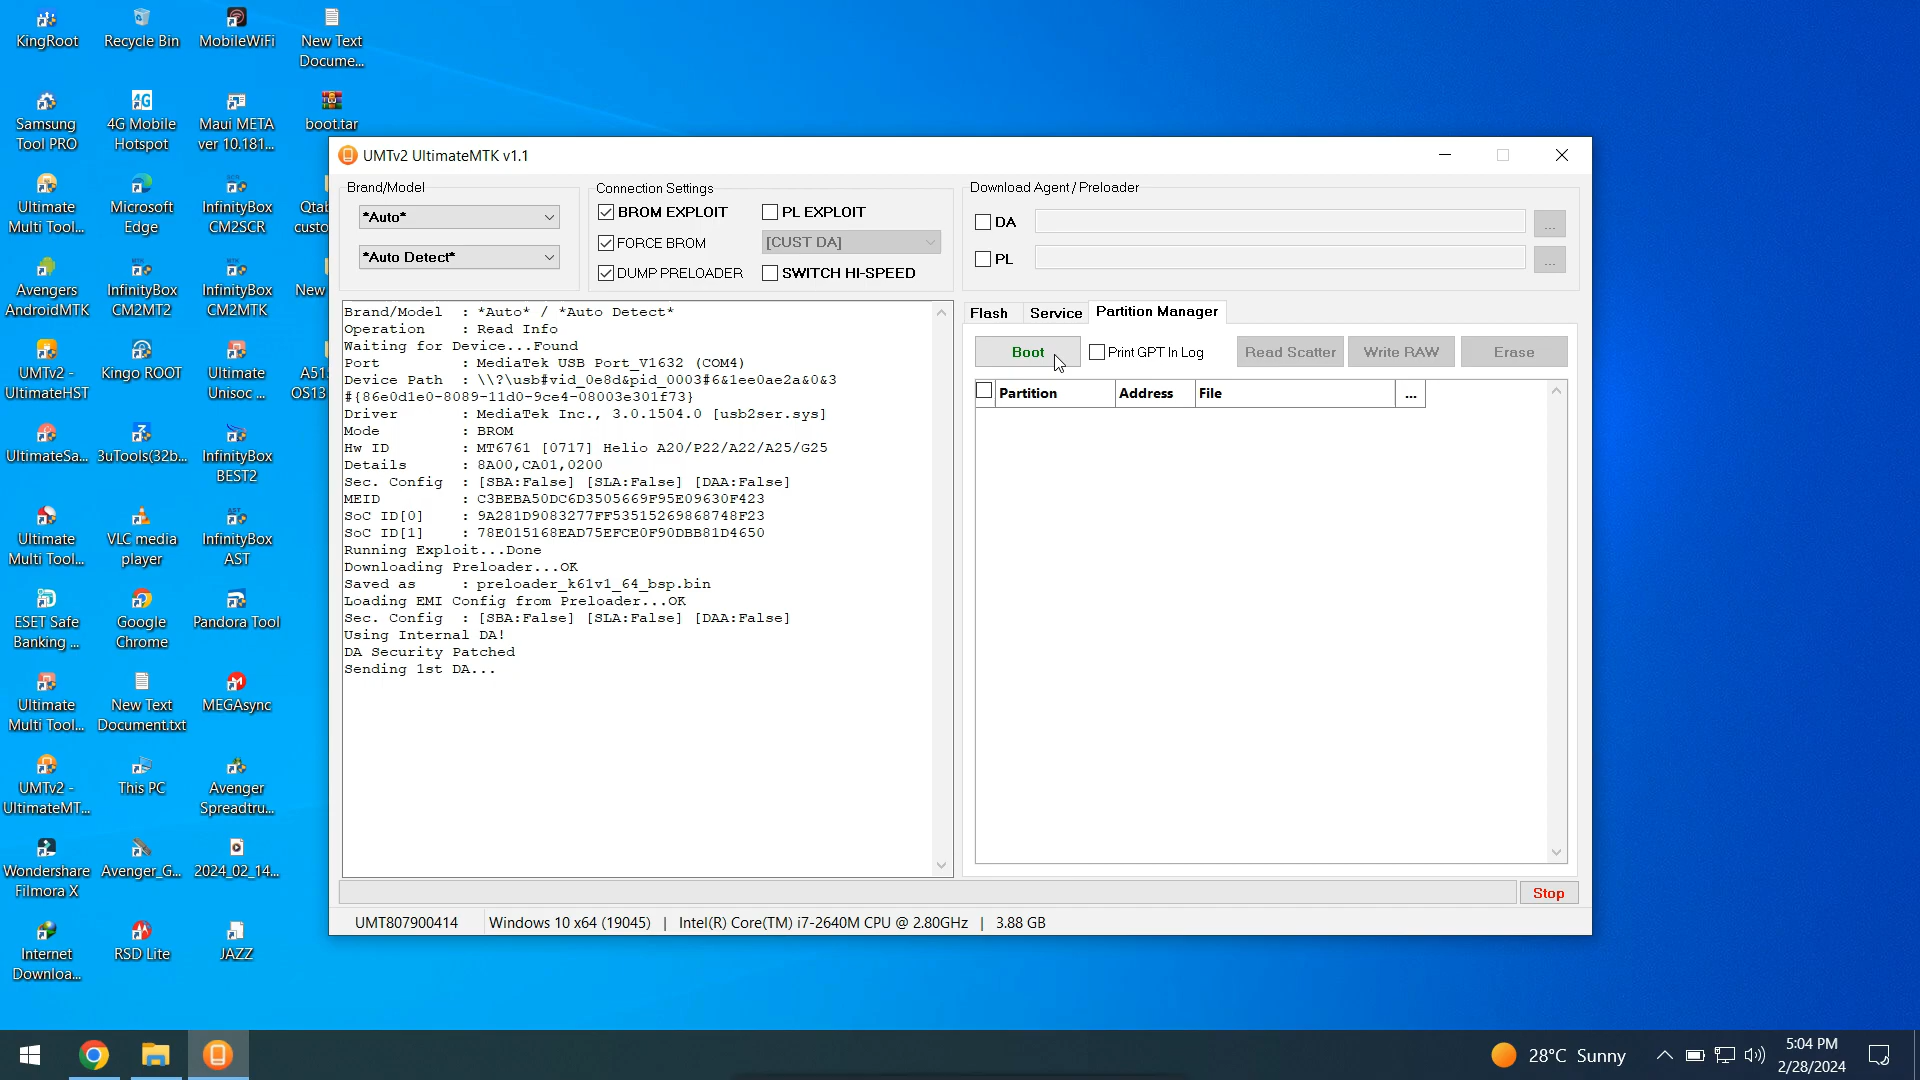 KingRoot
Recycle Bin
MobileWiFi
New Text
Docume...
Samsung
Tool PRO
4G
4G Mobile
Hotspot
Maui META
ver 10.181...
boot.tar
Ultimate
Multi Tool...
Microsoft
Edge
InfinityBox
CM2SCR
Qtab
custo
Avengers
AndroidMTK
InfinityBox
CM2MT2
InfinityBox
CM2MTK
New
UMTv2 -
UltimateHST
Kingo ROOT
Ultimate
Unisoc ...
A51
OS13
UltimateSa...
3uTools(32b...
InfinityBox
BEST2
Ultimate
Multi Tool...
VLC media
player
InfinityBox
AST
ESET Safe
Banking ...
Google
Chrome
Pandora Tool
Ultimate
Multi Tool...
New Text
Document.txt
MEGAsync
UMTv2 -
UltimateMT...
This PC
Avenger
Spreadtru...
Wondershare
Filmora X
Avenger_G...
2024_02_14...
Internet
Downloa...
RSD Lite
JAZZ
UMTv2 UltimateMTK v1.1
Brand/Model
*Auto*
*Auto Detect*
Connection Settings
BROM EXPLOIT
PL EXPLOIT
FORCE BROM
[CUST DA]
DUMP PRELOADER
SWITCH HI-SPEED
Download Agent / Preloader
DA
...
PL
...
Brand/Model : *Auto* / *Auto Detect*
Operation : Read Info
Waiting for Device...Found
Port : MediaTek USB Port_V1632 (COM4)
Device Path : \\?\usb#vid_0e8d&pid_0003#6&1ee0ae2a&0&3
#{86e0d1e0-8089-11d0-9ce4-08003e301f73}
Driver : MediaTek Inc., 3.0.1504.0 [usb2ser.sys]
Mode : BROM
Hw ID : MT6761 [0717] Helio A20/P22/A22/A25/G25
Details : 8A00,CA01,0200
Sec. Config : [SBA:False] [SLA:False] [DAA:False]
MEID : C3BEBA50DC6D3505669F95E09630F423
SoC ID[0] : 9A281D9083277FF53515269868748F23
SoC ID[1] : 78E015168EAD75EFCE0F90DBB81D4650
Running Exploit...Done
Downloading Preloader...OK
Saved as : preloader_k61v1_64_bsp.bin
Loading EMI Config from Preloader...OK
Sec. Config : [SBA:False] [SLA:False] [DAA:False]
Using Internal DA!
DA Security Patched
Sending 1st DA...
Flash
Service
Partition Manager
Boot
Print GPT In Log
Read Scatter
Write RAW
Erase
Partition
Address
File
...
Stop
UMT807900414
Windows 10 x64 (19045) | Intel(R) Core(TM) i7-2640M CPU @ 2.80GHz | 3.88 GB
28°C Sunny
5:04 PM
2/28/2024